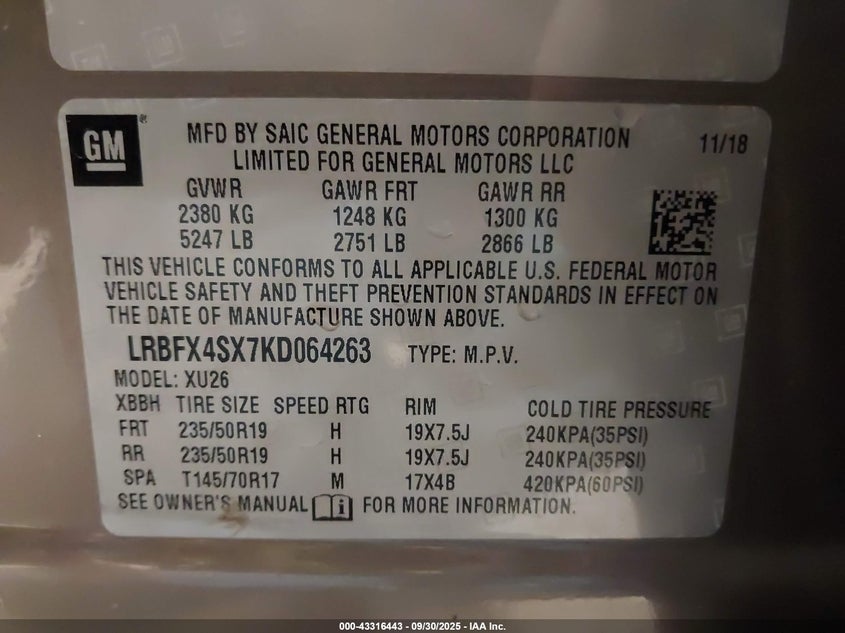 GM
MFD BY SAIC GENERAL MOTORS CORPORATION 11/18
LIMITED FOR GENERAL MOTORS LLC
GVWR GAWR FRT GAWR RR
2380 KG 1248 KG 1300 KG
5247 LB 2751 LB 2866 LB
THIS VEHICLE CONFORMS TO ALL APPLICABLE U.S. FEDERAL MOTOR
VEHICLE SAFETY AND THEFT PREVENTION STANDARDS IN EFFECT ON
THE DATE OF MANUFACTURE SHOWN ABOVE.
LRBFX4SX7KD064263 TYPE: M.P.V.
MODEL: XU26
XBBH TIRE SIZE SPEED RTG RIM COLD TIRE PRESSURE
FRT 235/50R19 H 19X7.5J 240KPA(35PSI)
RR 235/50R19 H 19X7.5J 240KPA(35PSI)
SPA T145/70R17 M 17X4B 420KPA(60PSI)
SEE OWNER'S MANUAL i FOR MORE INFORMATION.
000-43316443 - 09/30/2025 - IAA Inc.